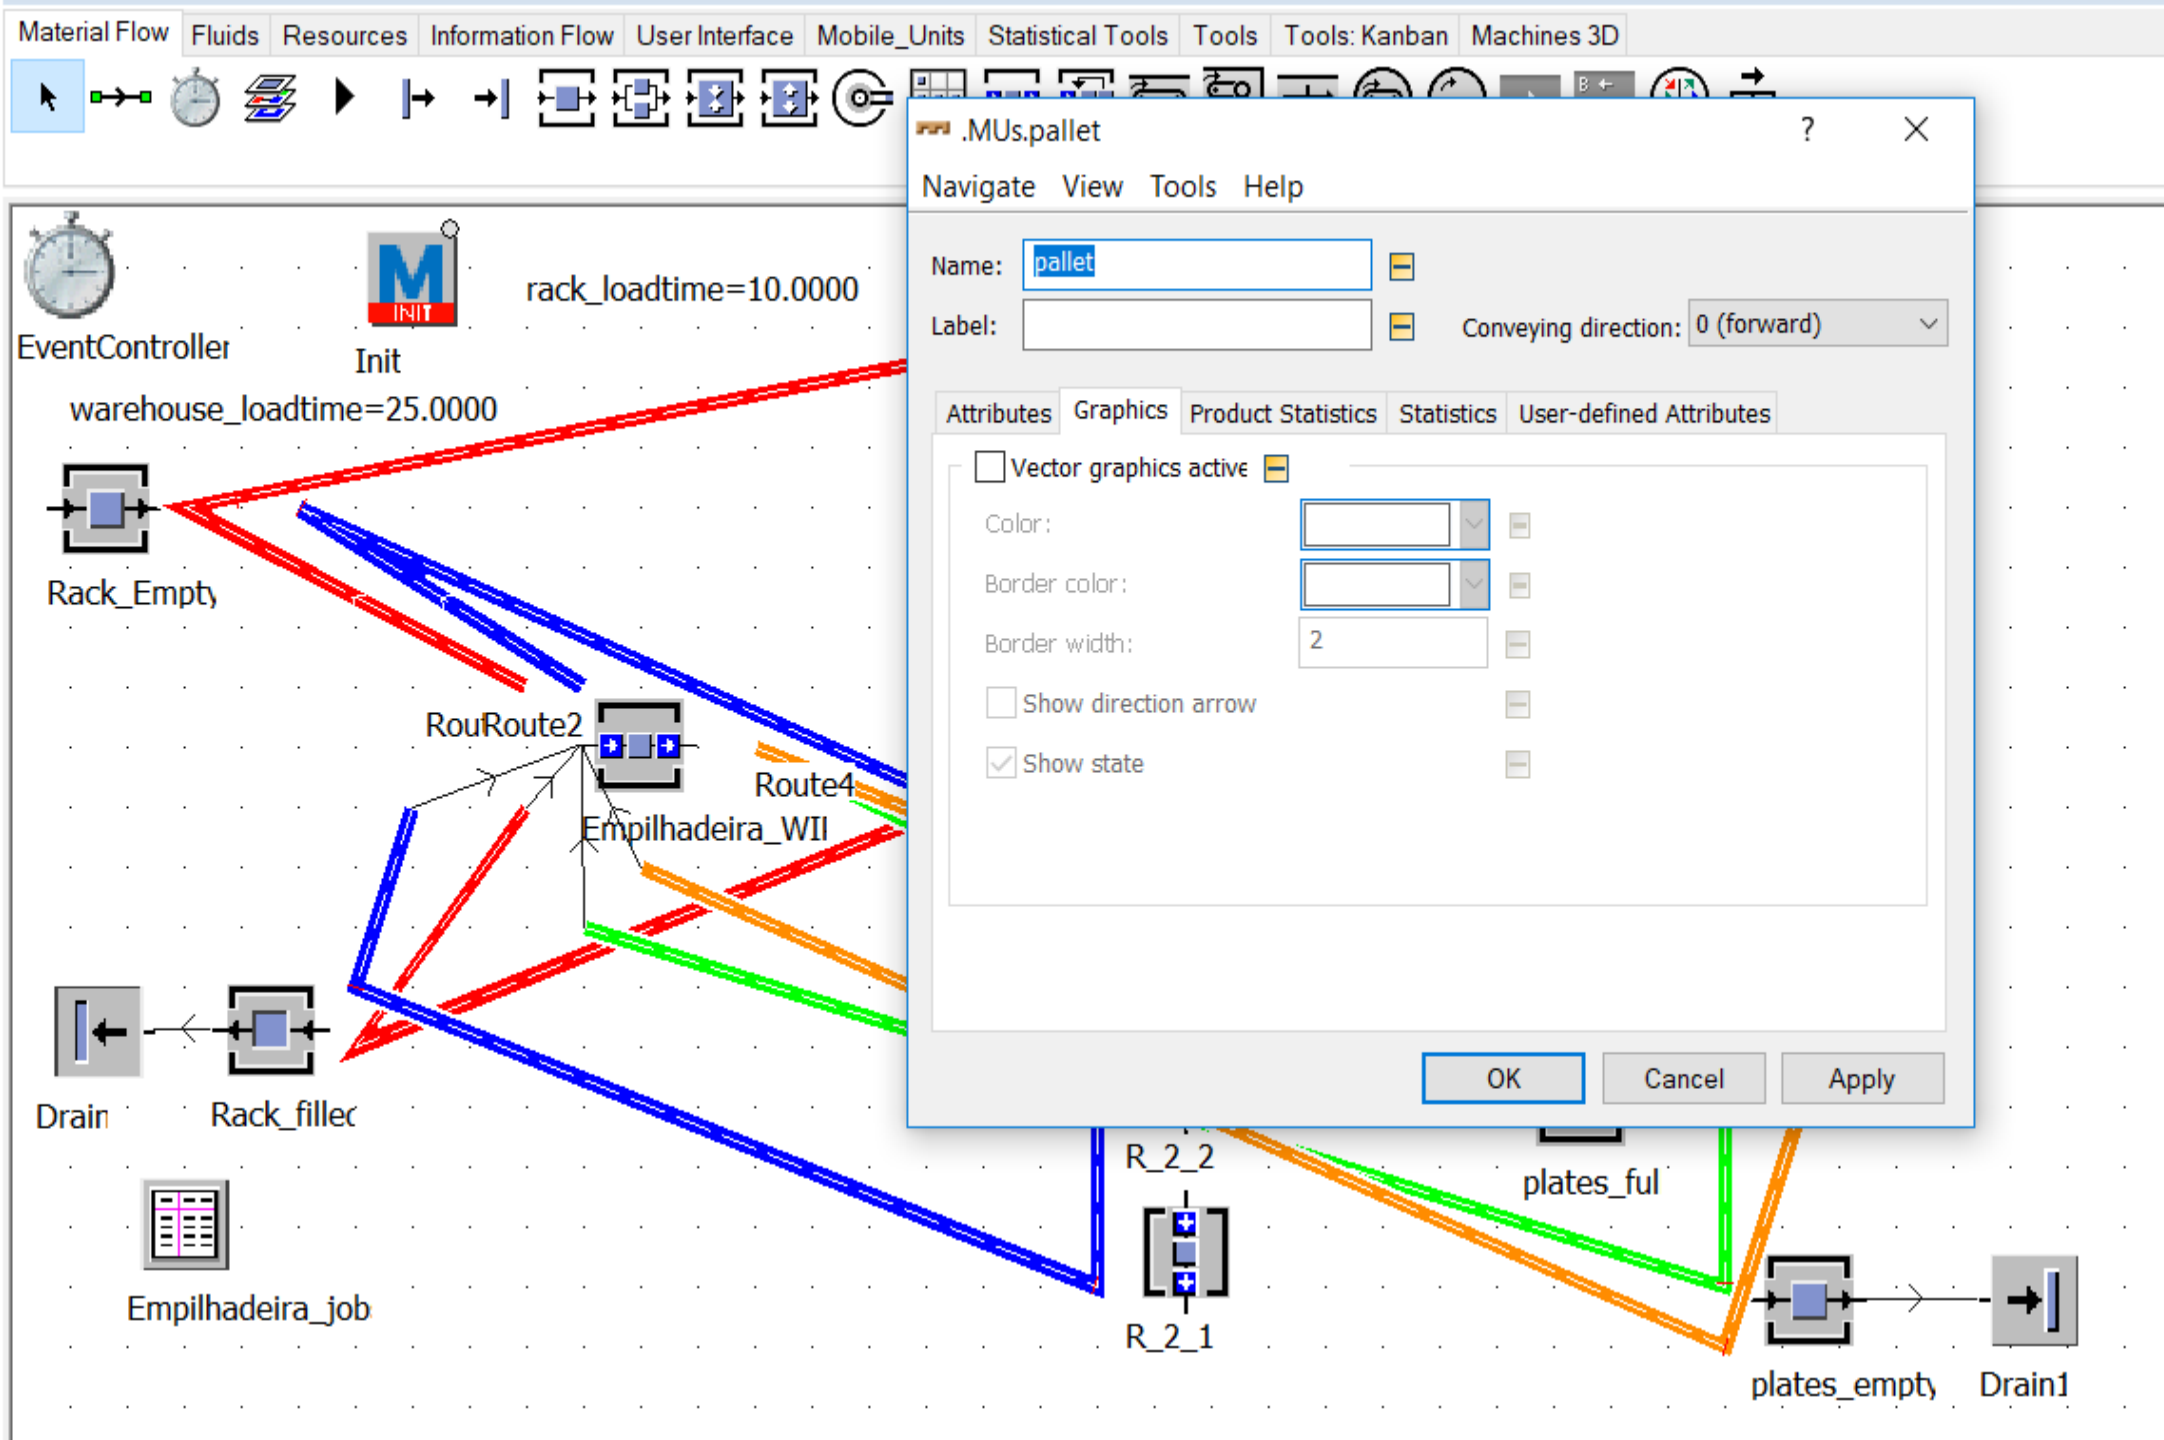 Material Flow Fluids Resources Information Flow User Interface Mobile_Units Statistical Tools Tools Tools: Kanban Machines 3D
B
.MUs.pallet ?
Navigate View Tools Help
Name: pallet
Label:
Conveying direction: 0 (forward)
Attributes Graphics Product Statistics Statistics User-defined Attributes
Vector graphics active
Color:
Border color:
Border width: 2
Show direction arrow
Show state
OK Cancel Apply
EventController
M
INIT
Init
rack_loadtime=10.0000
warehouse_loadtime=25.0000
Rack_Empty
RouRoute2
Route4
Empilhadeira_WII
Drain
Rack_filled
Empilhadeira_job
R_2_2
R_2_1
plates_ful
plates_empty
Drain1